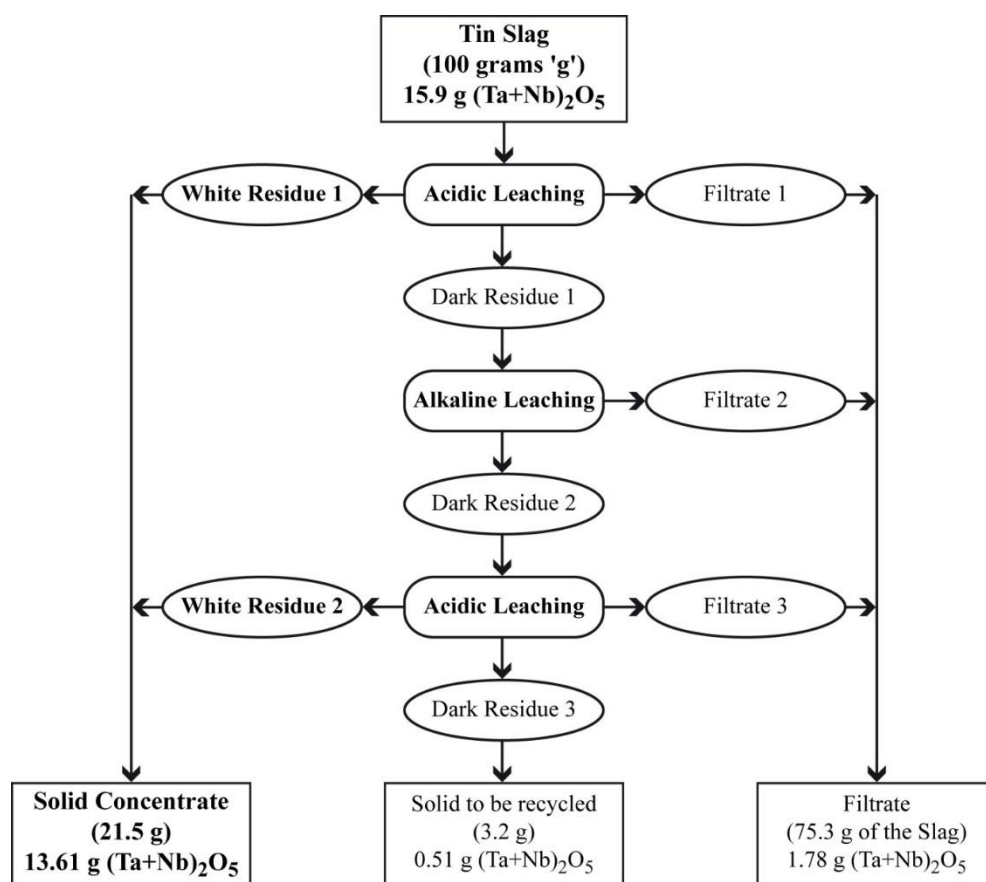 Tin Slag
(100 grams 'g')
15.9 g (Ta+Nb)₂O₅
White Residue 1
Acidic Leaching
Filtrate 1
Dark Residue 1
Alkaline Leaching
Filtrate 2
Dark Residue 2
White Residue 2
Acidic Leaching
Filtrate 3
Dark Residue 3
Solid Concentrate
(21.5 g)
13.61 g (Ta+Nb)₂O₅
Solid to be recycled
(3.2 g)
0.51 g (Ta+Nb)₂O₅
Filtrate
(75.3 g of the Slag)
1.78 g (Ta+Nb)₂O₅